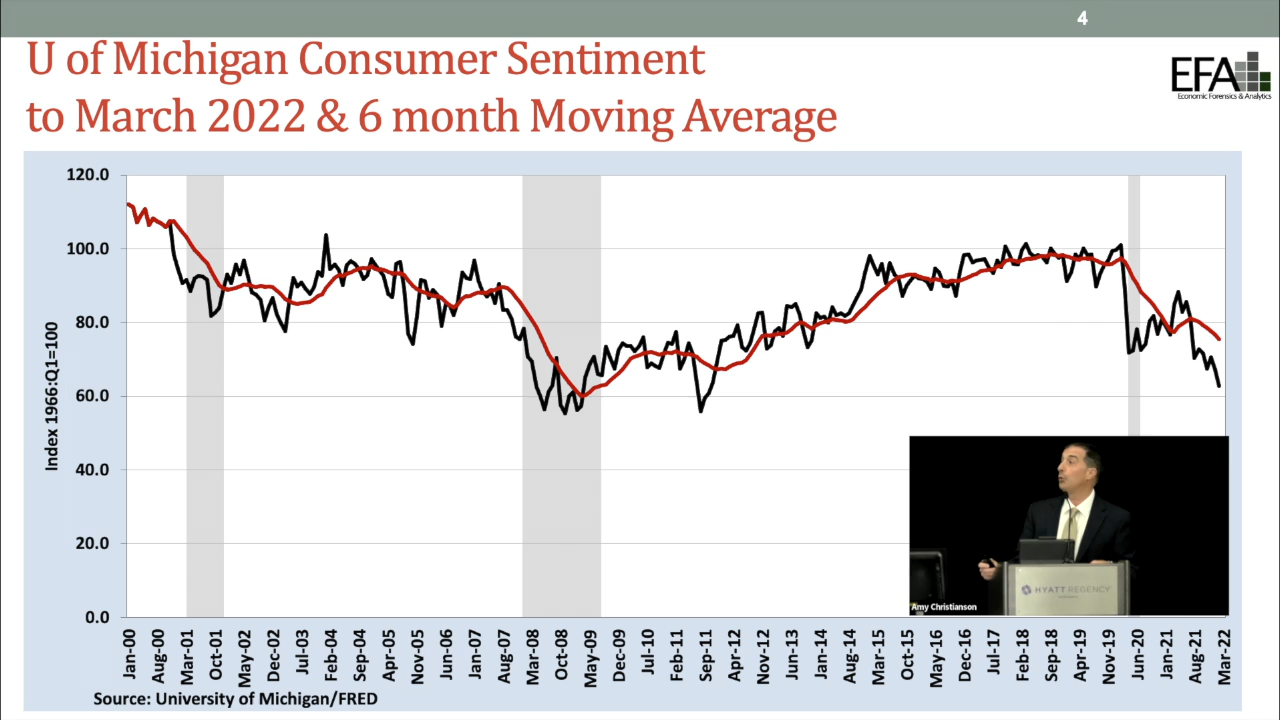 4
U of Michigan Consumer Sentiment
to March 2022 & 6 month Moving Average
EFA
Economic Forensics & Analytics
120.0
100.0
80.0
60.0
40.0
20.0
0.0
Index 1966:Q1=100
Jan-00
Aug-00
Mar-01
Oct-01
May-02
Dec-02
Jul-03
Feb-04
Sep-04
Apr-05
Nov-05
Jun-06
Jan-07
Aug-07
Mar-08
Oct-08
May-09
Dec-09
Jul-10
Feb-11
Sep-11
Apr-12
Nov-12
Jun-13
Jan-14
Aug-14
Mar-15
Oct-15
May-16
Dec-16
Jul-17
Feb-18
Sep-18
Apr-19
Nov-19
Jun-20
Jan-21
Aug-21
Mar-22
HYATT REGENCY
Amy Christianson
Source: University of Michigan/FRED